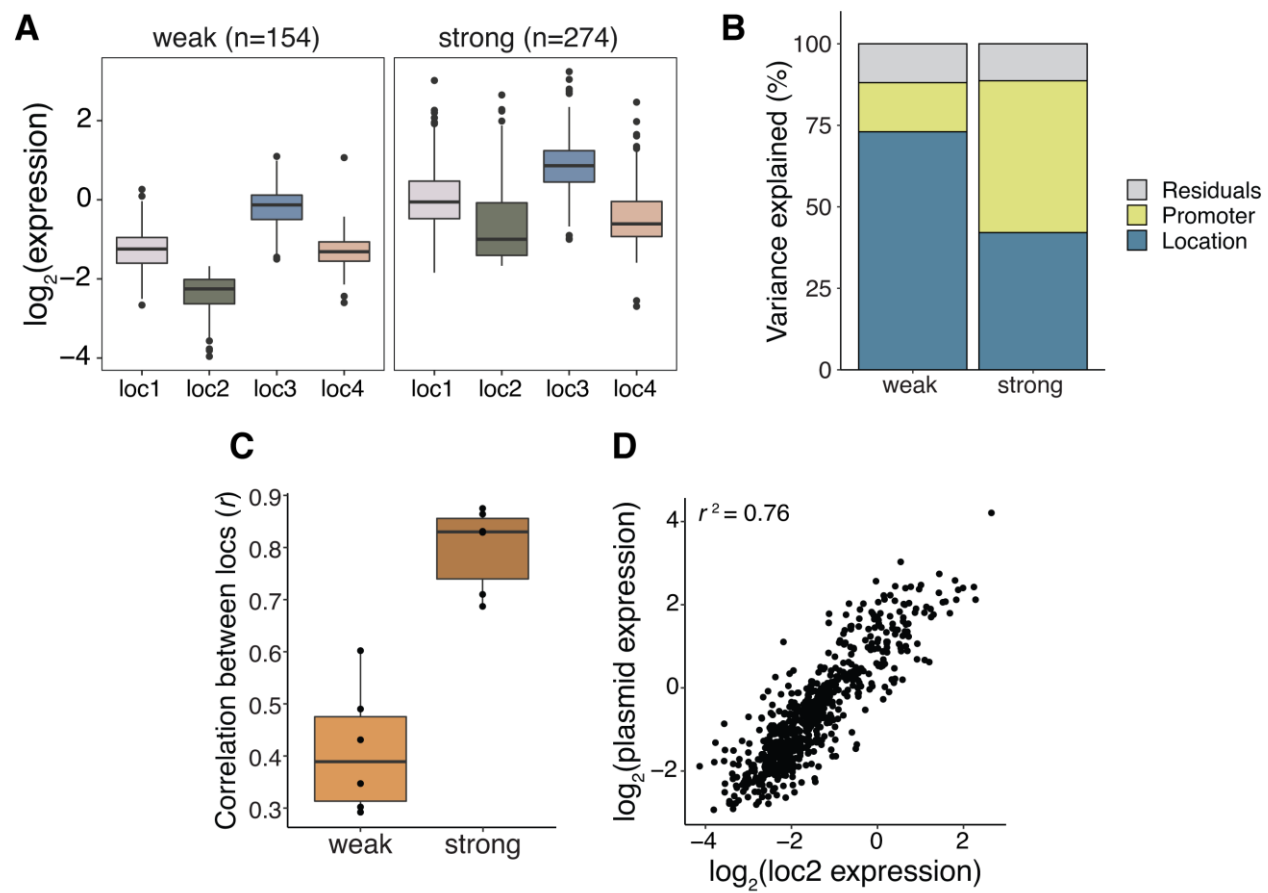 A
weak (n=154)
strong (n=274)
log2(expression)
2
0
−2
−4
loc1 loc2 loc3 loc4
loc1 loc2 loc3 loc4
B
Variance explained (%)
100
75
50
25
0
weak strong
Residuals
Promoter
Location
C
Correlation between locs (r)
0.9
0.8
0.7
0.6
0.5
0.4
0.3
weak strong
D
r² = 0.76
log2(plasmid expression)
4
2
0
−2
−4 −2 0 2
log2(loc2 expression)